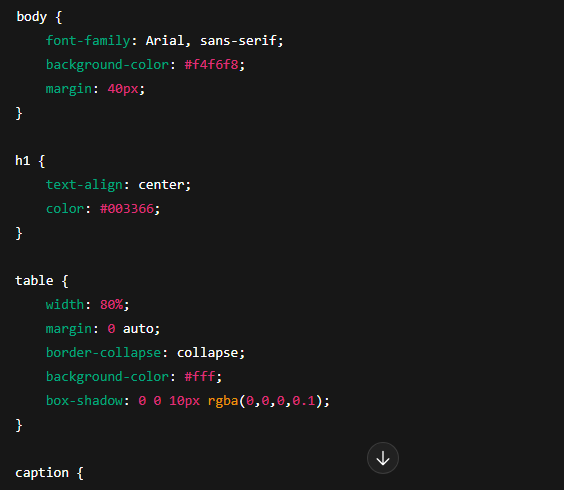 body {
    font-family: Arial, sans-serif;
    background-color: #f4f6f8;
    margin: 40px;
}

h1 {
    text-align: center;
    color: #003366;
}

table {
    width: 80%;
    margin: 0 auto;
    border-collapse: collapse;
    background-color: #fff;
    box-shadow: 0 0 10px rgba(0,0,0,0.1);
}

caption {